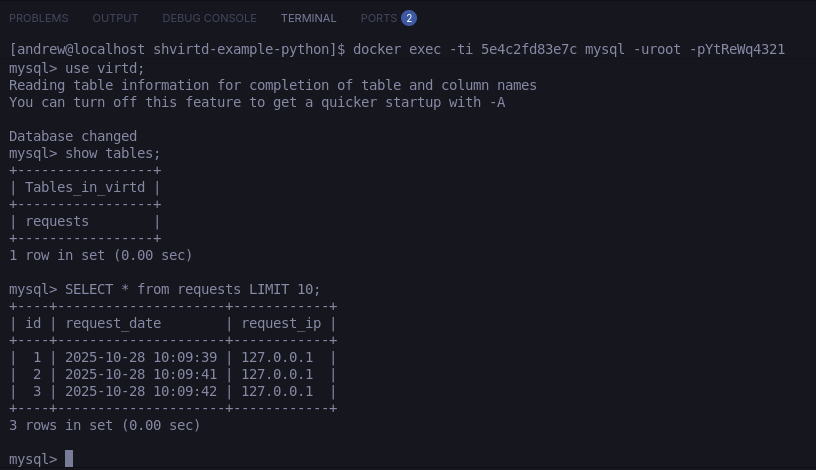 PROBLEMS OUTPUT DEBUG CONSOLE TERMINAL PORTS 2
[andrew@localhost shvirtd-example-python]$ docker exec -ti 5e4c2fd83e7c mysql -uroot -pYtReWq4321
mysql> use virtd;
Reading table information for completion of table and column names
You can turn off this feature to get a quicker startup with -A

Database changed
mysql> show tables;
+-----------------+
| Tables_in_virtd |
+-----------------+
| requests        |
+-----------------+
1 row in set (0.00 sec)

mysql> SELECT * from requests LIMIT 10;
+----+---------------------+------------+
| id | request_date        | request_ip |
+----+---------------------+------------+
|  1 | 2025-10-28 10:09:39 | 127.0.0.1  |
|  2 | 2025-10-28 10:09:41 | 127.0.0.1  |
|  3 | 2025-10-28 10:09:42 | 127.0.0.1  |
+----+---------------------+------------+
3 rows in set (0.00 sec)

mysql>